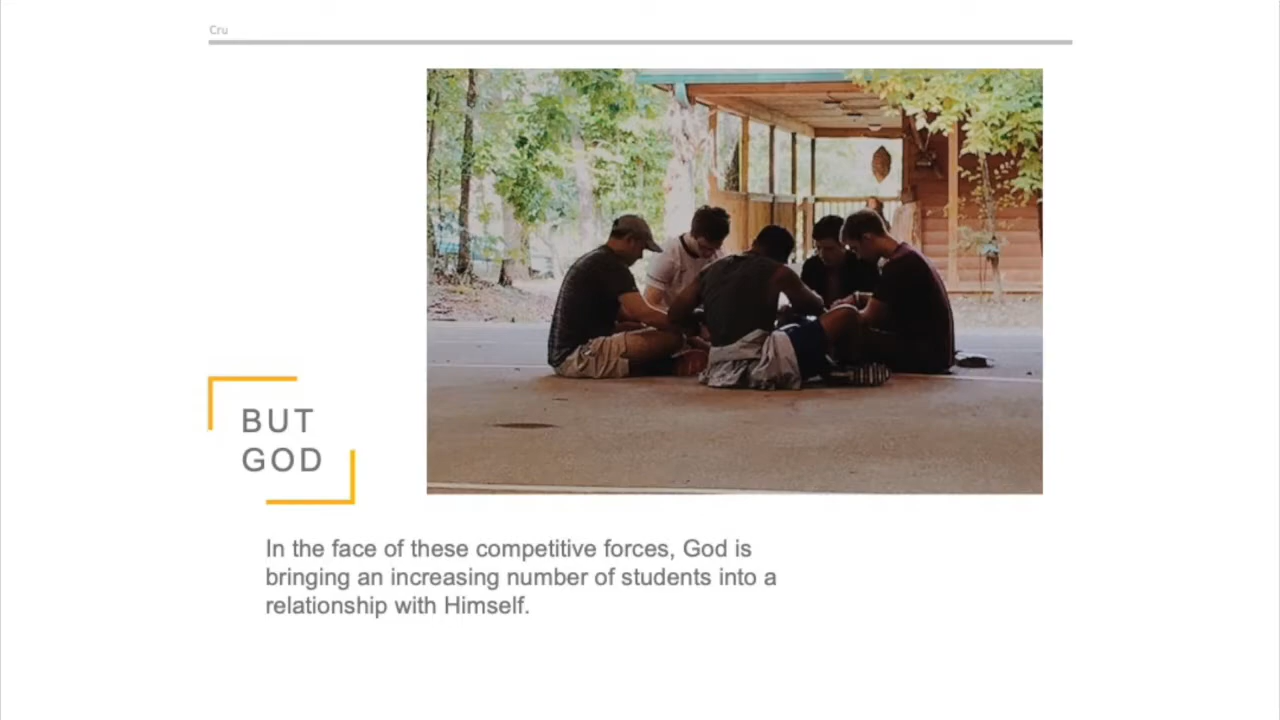 Cru
BUT
GOD
In the face of these competitive forces, God is
bringing an increasing number of students into a
relationship with Himself.